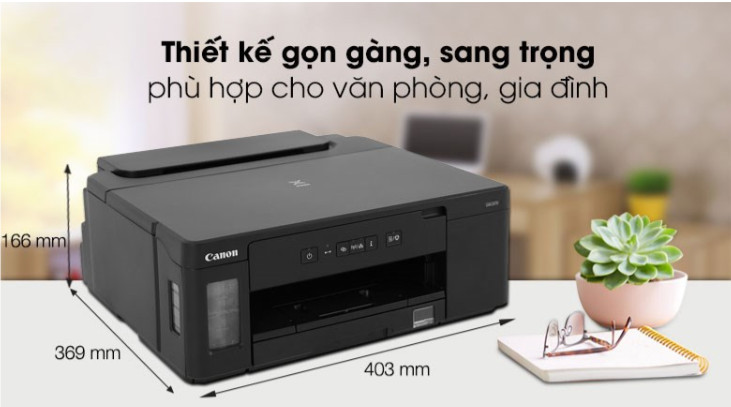 Thiết kế gọn gàng, sang trọng
phù hợp cho văn phòng, gia đình
166 mm
Canon
369 mm
403 mm